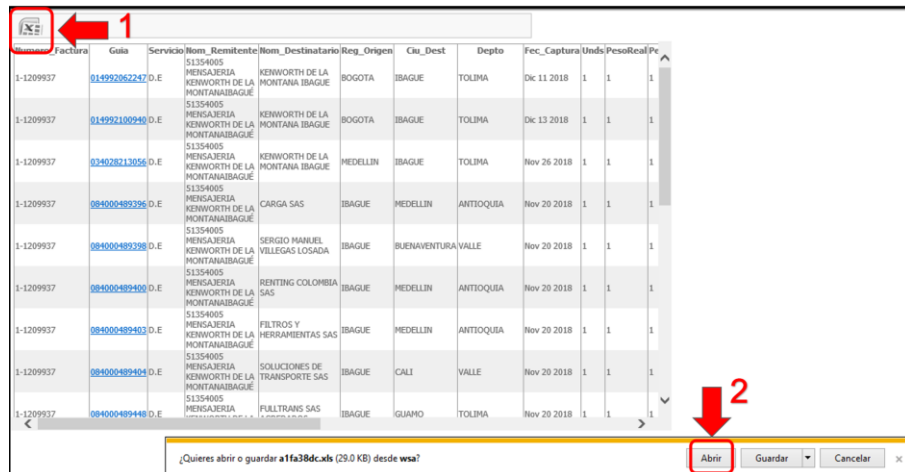 1
Numero_Factura Guia Servicio Nom_Remitente Nom_Destinatario Reg_Origen Ciu_Dest Depto Fec_Captura Unds PesoReal Pe
1-1209937 014992062247 D.E 51354005 MENSAJERIA KENWORTH DE LA MONTANAIBAGUÉ KENWORTH DE LA MONTANA IBAGUE BOGOTA IBAGUE TOLIMA Dic 11 2018 1 1 1
1-1209937 014992100940 D.E 51354005 MENSAJERIA KENWORTH DE LA MONTANAIBAGUÉ KENWORTH DE LA MONTANA IBAGUE BOGOTA IBAGUE TOLIMA Dic 13 2018 1 1 1
1-1209937 034028213056 D.E 51354005 MENSAJERIA KENWORTH DE LA MONTANAIBAGUÉ KENWORTH DE LA MONTANA IBAGUE MEDELLIN IBAGUE TOLIMA Nov 26 2018 1 1 1
1-1209937 084000489396 D.E 51354005 MENSAJERIA KENWORTH DE LA MONTANAIBAGUÉ CARGA SAS IBAGUE MEDELLIN ANTIOQUIA Nov 20 2018 1 1 1
1-1209937 084000489398 D.E 51354005 MENSAJERIA KENWORTH DE LA MONTANAIBAGUÉ SERGIO MANUEL VILLEGAS LOSADA IBAGUE BUENAVENTURA VALLE Nov 20 2018 1 1 1
1-1209937 084000489400 D.E 51354005 MENSAJERIA KENWORTH DE LA MONTANAIBAGUÉ RENTING COLOMBIA SAS IBAGUE MEDELLIN ANTIOQUIA Nov 20 2018 1 1 1
1-1209937 084000489403 D.E 51354005 MENSAJERIA KENWORTH DE LA MONTANAIBAGUÉ FILTROS Y HERRAMIENTAS SAS IBAGUE MEDELLIN ANTIOQUIA Nov 20 2018 1 1 1
1-1209937 084000489404 D.E 51354005 MENSAJERIA KENWORTH DE LA MONTANAIBAGUÉ SOLUCIONES DE TRANSPORTE SAS IBAGUE CALI VALLE Nov 20 2018 1 1 1
1-1209937 084000489448 D.E 51354005 MENSAJERIA FULLTRANS SAS IBAGUE GUAMO TOLIMA Nov 20 2018 1 1 1
2
¿Quieres abrir o guardar a1fa38dc.xls (29.0 KB) desde wsa? Abrir Guardar Cancelar